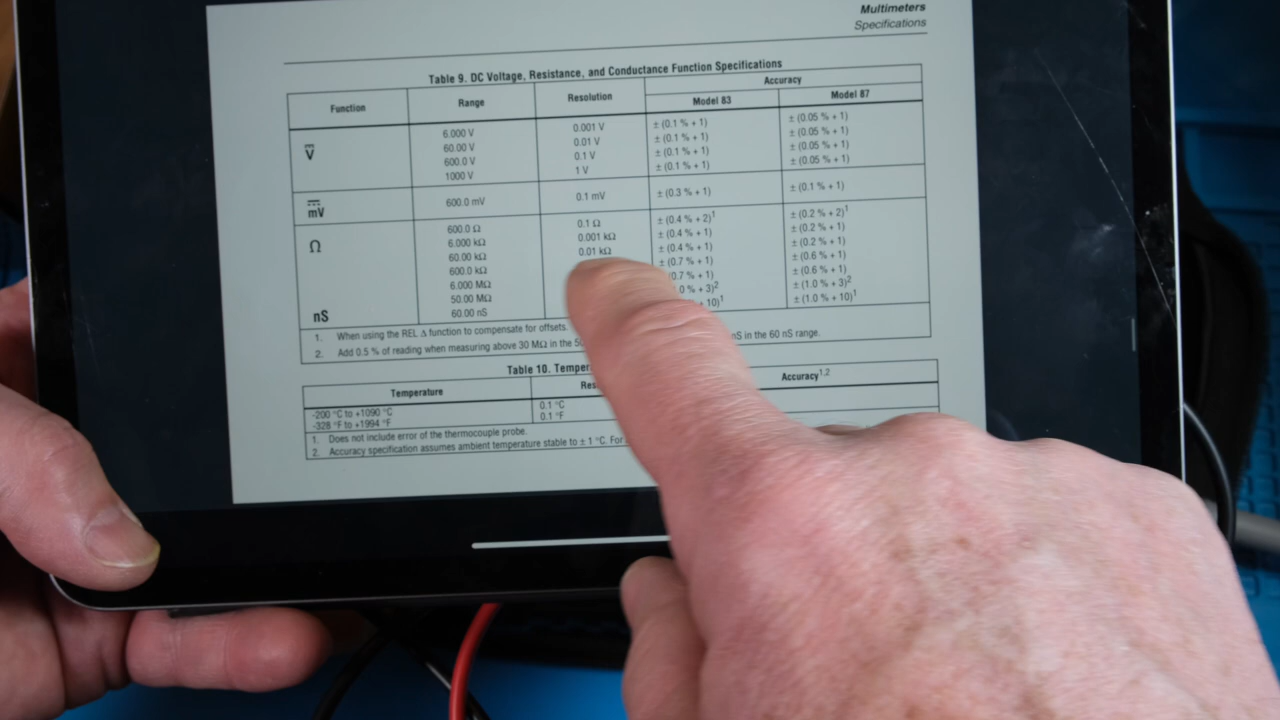 Multimeters
Specifications
Table 9. DC Voltage, Resistance, and Conductance Function Specifications
Function Range Resolution Accuracy
Model 83 Model 87
V 6.000 V 0.001 V ± (0.1 % + 1) ± (0.05 % + 1)
60.00 V 0.01 V ± (0.1 % + 1) ± (0.05 % + 1)
600.0 V 0.1 V ± (0.1 % + 1) ± (0.05 % + 1)
1000 V 1 V ± (0.1 % + 1) ± (0.05 % + 1)
mV 600.0 mV 0.1 mV ± (0.3 % + 1) ± (0.1 % + 1)
Ω 600.0 Ω 0.1 Ω ± (0.4 % + 2)1 ± (0.2 % + 2)1
6.000 kΩ 0.001 kΩ ± (0.4 % + 1) ± (0.2 % + 1)
60.00 kΩ 0.01 kΩ ± (0.4 % + 1) ± (0.2 % + 1)
600.0 kΩ ± (0.7 % + 1) ± (0.6 % + 1)
6.000 MΩ 0.7 % + 1) ± (0.6 % + 1)
50.00 MΩ 0 % + 3)2 ± (1.0 % + 3)2
nS 60.00 nS + 10)1 ± (1.0 % + 10)1
1. When using the REL Δ function to compensate for offsets.
2. Add 0.5 % of reading when measuring above 30 MΩ in the 50 nS in the 60 nS range.
Table 10. Temper
Temperature Res Accuracy1,2
-200 °C to +1090 °C 0.1 °C
-328 °F to +1994 °F 0.1 °F
1. Does not include error of the thermocouple probe.
2. Accuracy specification assumes ambient temperature stable to ± 1 °C. For